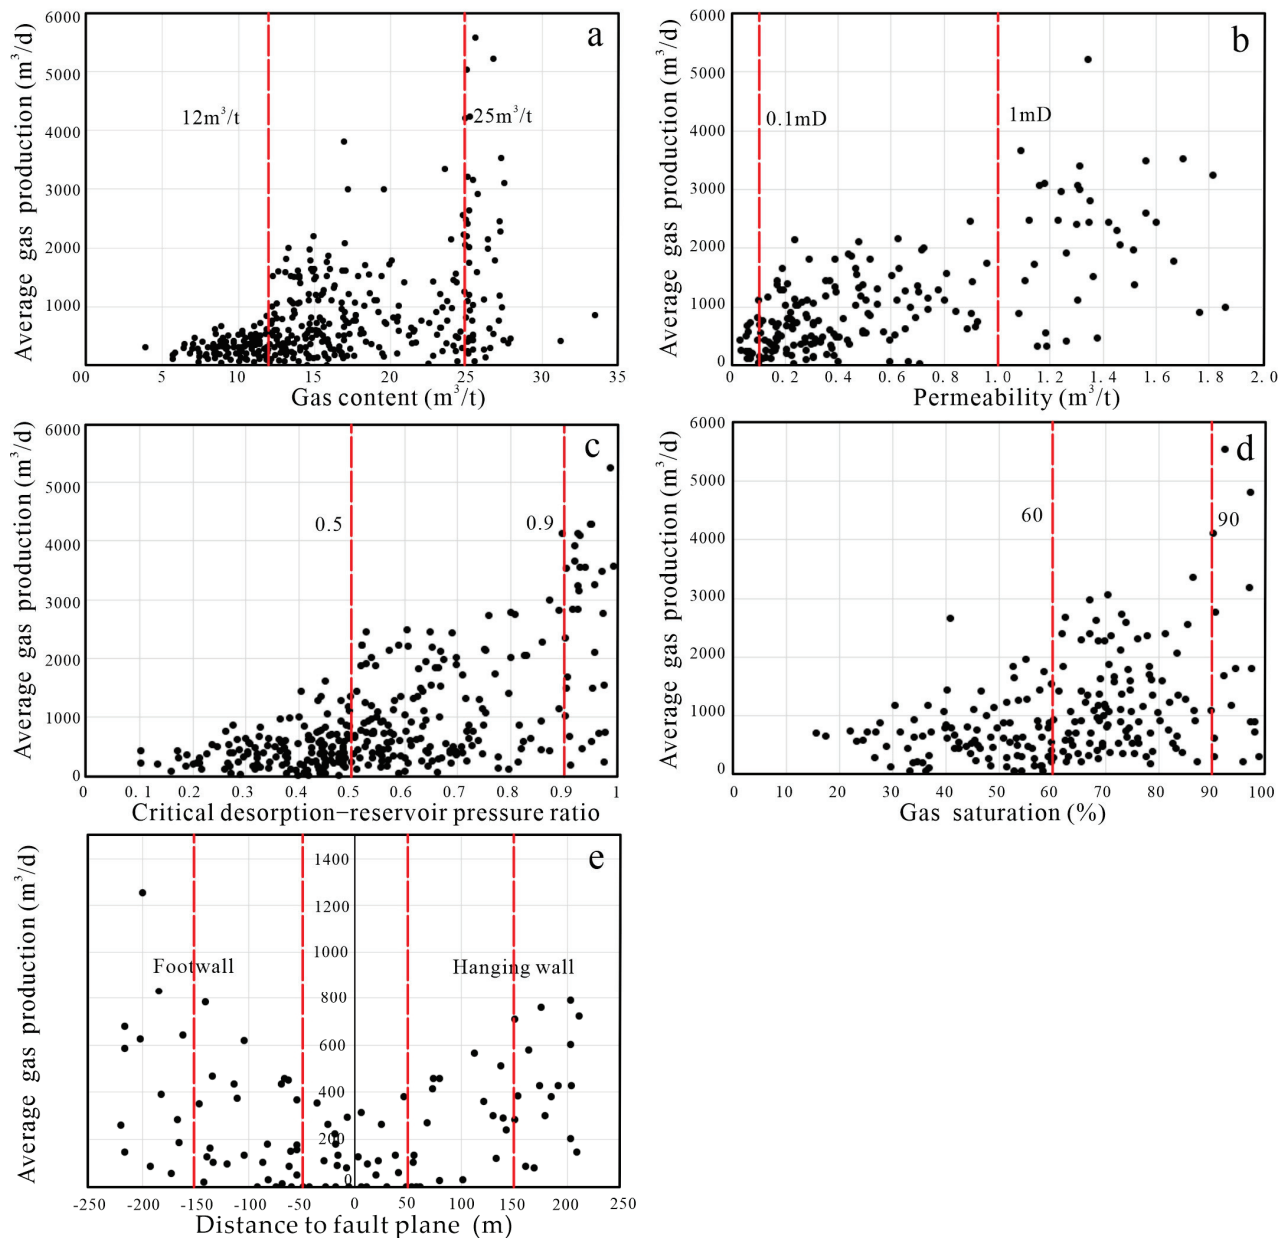 a
Average gas production (m³/d)
6000
5000
4000
3000
2000
1000
12m³/t
25m³/t
00 5 10 15 20 25 30 35
Gas content (m³/t)
b
Average gas production (m³/d)
6000
5000
4000
3000
2000
1000
0
0.1mD
1mD
0 0.2 0.4 0.6 0.8 1.0 1.2 1.4 1.6 1.8 2.0
Permeability (m³/t)
c
Average gas production (m³/d)
6000
5000
4000
3000
2000
1000
0
0.5
0.9
0 0.1 0.2 0.3 0.4 0.5 0.6 0.7 0.8 0.9 1
Critical desorption−reservoir pressure ratio
d
Average gas production (m³/d)
6000
5000
4000
3000
2000
1000
0
60
90
0 10 20 30 40 50 60 70 80 90 100
Gas saturation (%)
e
Average gas production (m³/d)
1400
1200
1000
800
600
400
200
0
Footwall
Hanging wall
-250 -200 -150 -100 -50 0 50 100 150 200 250
Distance to fault plane (m)